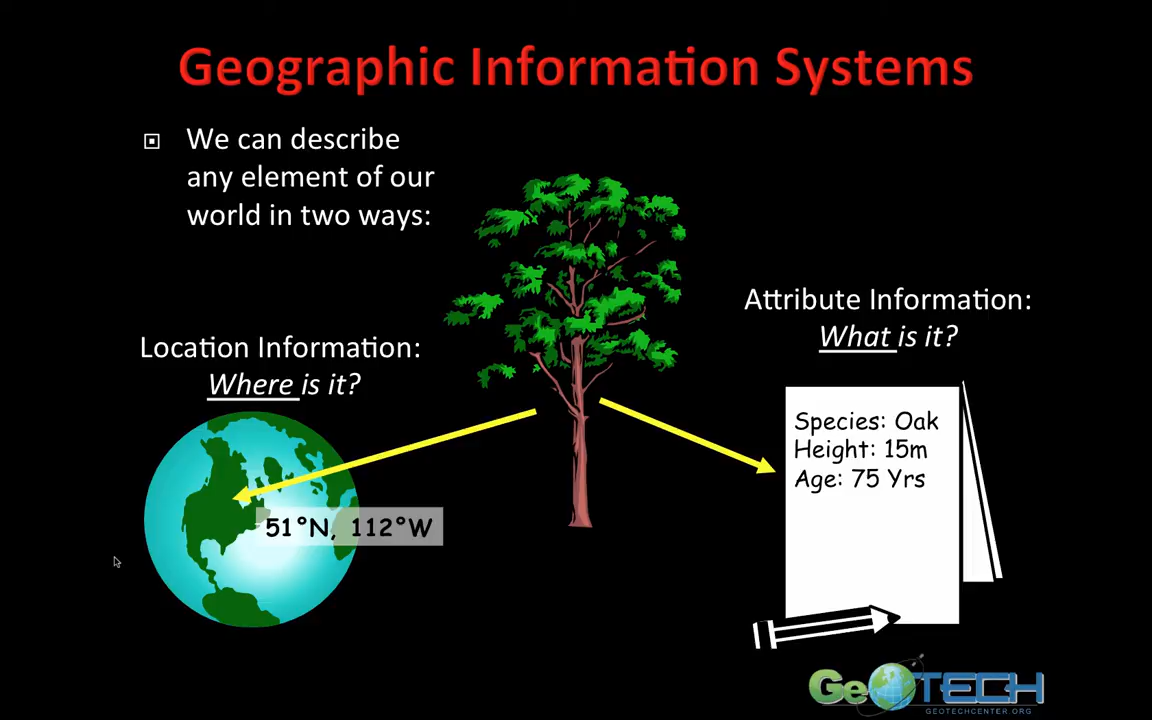 Geographic Information Systems
We can describe
any element of our
world in two ways:
Location Information:
Where is it?
51°N, 112°W
Attribute Information:
What is it?
Species: Oak
Height: 15m
Age: 75 Yrs
GeoTECH
GEOTECHCENTER.ORG